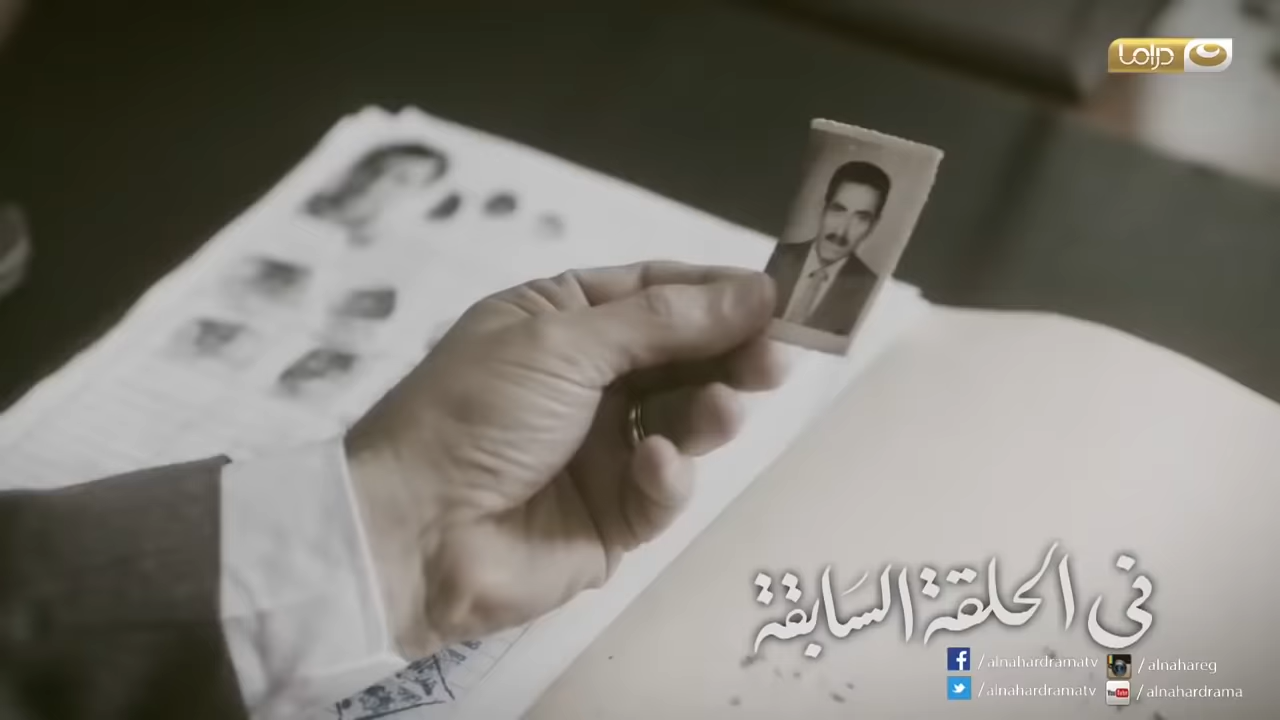 دراما
في الحلقة السابقة
/alnahardramatv
/alnahareg
/alnahardramatv
/alnahardrama